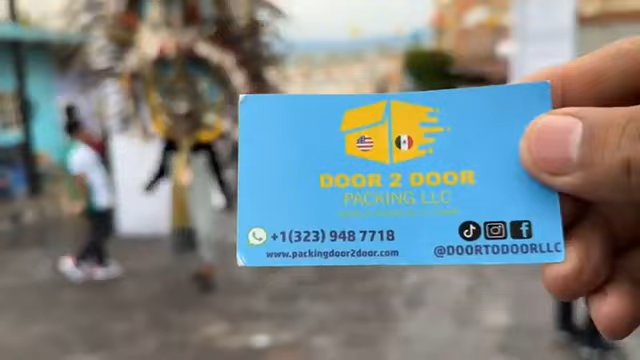 DOOR 2 DOOR
PACKING LLC
+1(323) 948 7718
www.packingdoor2door.com
@DOORTODOORLLC